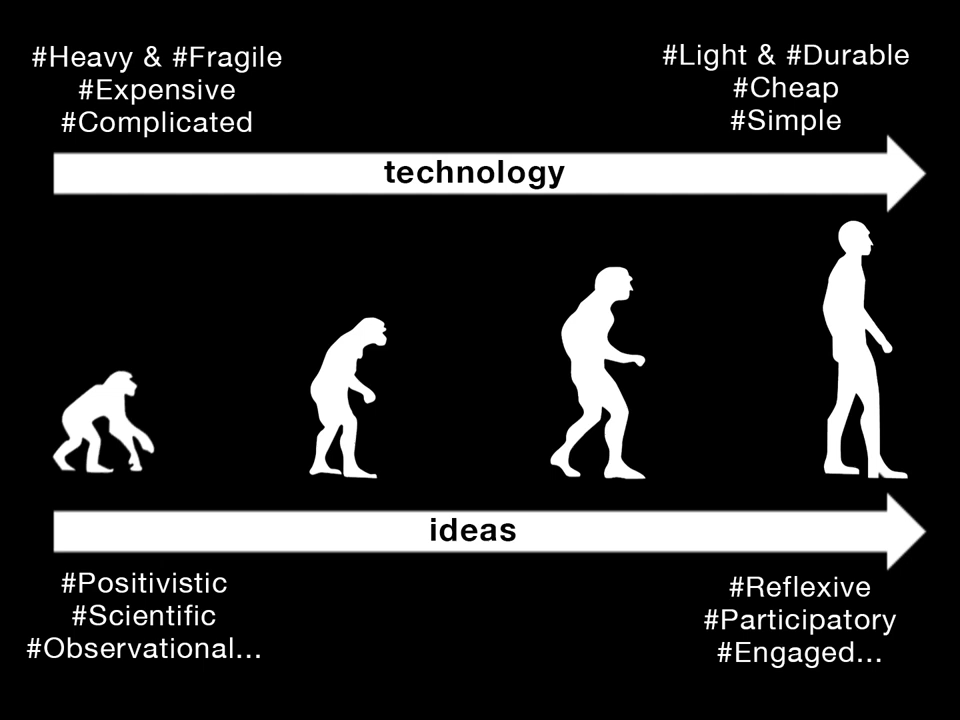 #Heavy & #Fragile
#Expensive
#Complicated
#Light & #Durable
#Cheap
#Simple
technology
ideas
#Positivistic
#Scientific
#Observational...
#Reflexive
#Participatory
#Engaged...